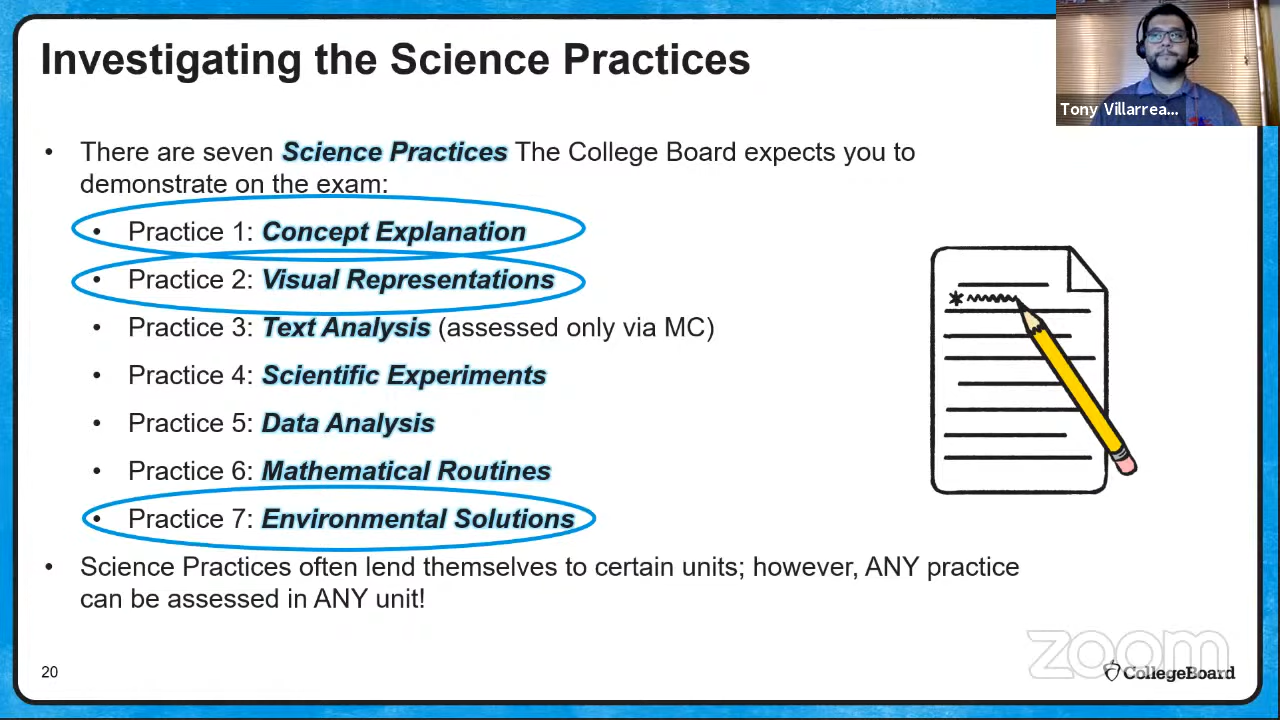 Investigating the Science Practices
Tony Villarrea...
• There are seven Science Practices The College Board expects you to
demonstrate on the exam:
• Practice 1: Concept Explanation
• Practice 2: Visual Representations
• Practice 3: Text Analysis (assessed only via MC)
• Practice 4: Scientific Experiments
• Practice 5: Data Analysis
• Practice 6: Mathematical Routines
• Practice 7: Environmental Solutions
• Science Practices often lend themselves to certain units; however, ANY practice
can be assessed in ANY unit!
zoom
20
CollegeBoard